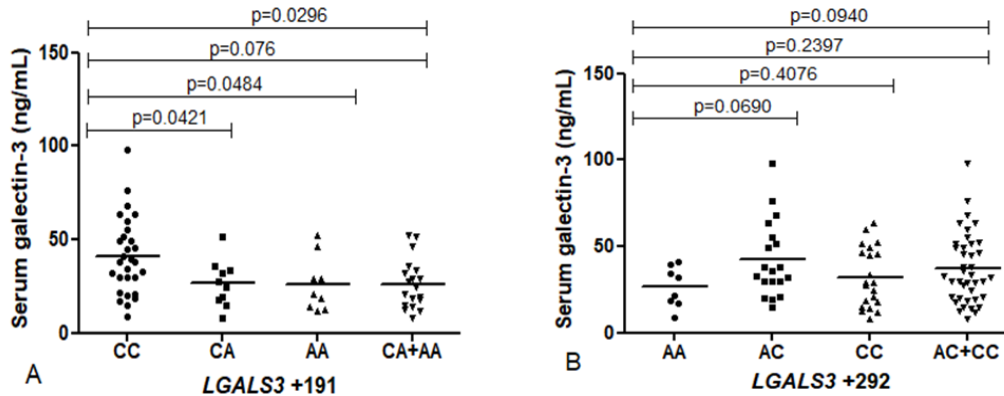 p=0.0296
p=0.076
p=0.0484
p=0.0421
Serum galectin-3 (ng/mL)
150
100
50
0
CC CA AA CA+AA
A
LGALS3 +191
p=0.0940
p=0.2397
p=0.4076
p=0.0690
Serum galectin-3 (ng/mL)
150
100
50
0
AA AC CC AC+CC
B
LGALS3 +292